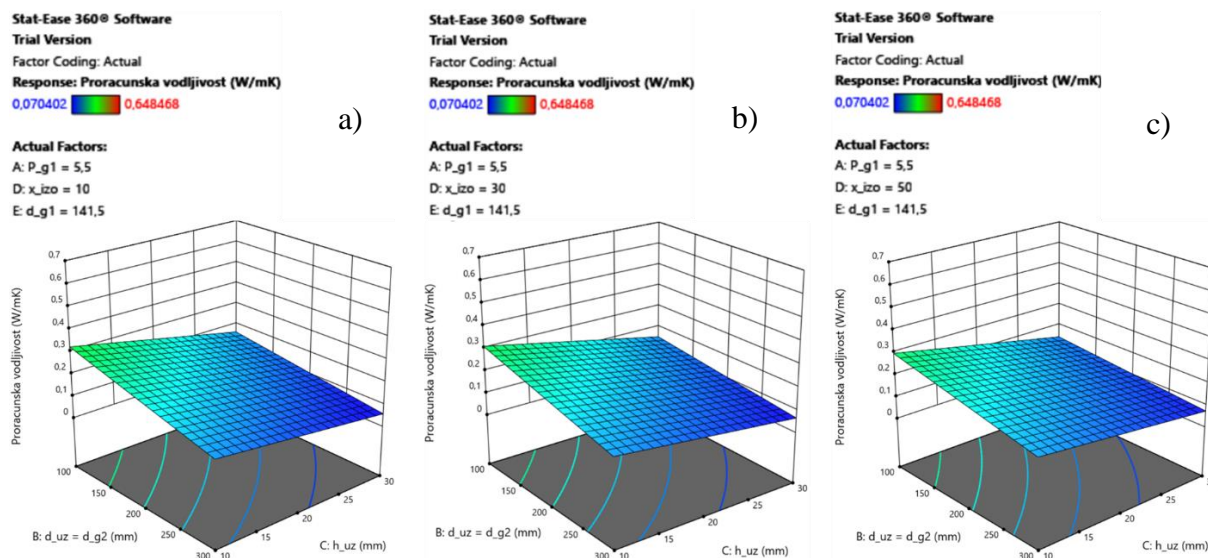 Stat-Ease 360® Software
Trial Version
Factor Coding: Actual
Response: Proracunska vodljivost (W/mK)
0,070402 0,648468
a)
Actual Factors:
A: P_g1 = 5,5
D: x_izo = 10
E: d_g1 = 141,5
Proracunska vodljivost (W/mK)
0.7
0.6
0.5
0.4
0.3
0.2
0.1
0
100
150
200
250
300
10
15
20
25
30
B: d_uz = d_g2 (mm)
C: h_uz (mm)
Stat-Ease 360® Software
Trial Version
Factor Coding: Actual
Response: Proracunska vodljivost (W/mK)
0,070402 0,648468
b)
Actual Factors:
A: P_g1 = 5,5
D: x_izo = 30
E: d_g1 = 141,5
Proracunska vodljivost (W/mK)
0.7
0.6
0.5
0.4
0.3
0.2
0.1
0
100
150
200
250
300
10
15
20
25
30
B: d_uz = d_g2 (mm)
C: h_uz (mm)
Stat-Ease 360® Software
Trial Version
Factor Coding: Actual
Response: Proracunska vodljivost (W/mK)
0,070402 0,648468
c)
Actual Factors:
A: P_g1 = 5,5
D: x_izo = 50
E: d_g1 = 141,5
Proracunska vodljivost (W/mK)
0.7
0.6
0.5
0.4
0.3
0.2
0.1
0
100
150
200
250
300
10
15
20
25
30
B: d_uz = d_g2 (mm)
C: h_uz (mm)